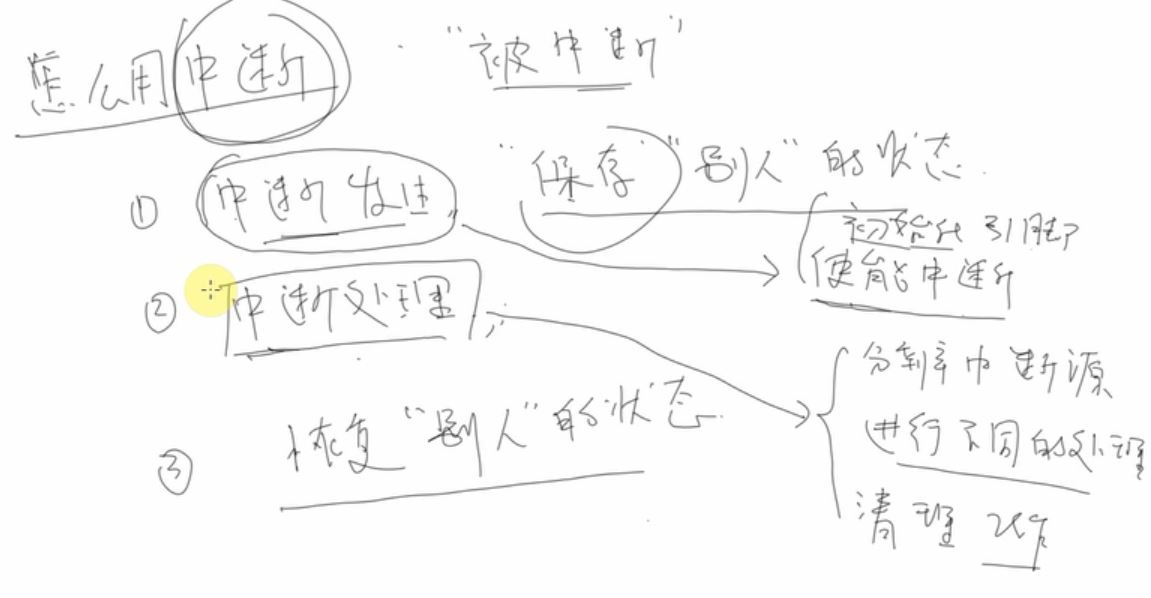 怎么用中断
“被中断”
“保存”“别人”的状态
① 中断发生
初始化引脚
使能中断
② 中断处理
分辨中断源
进行不同的处理
清理工作
③ 恢复“别人”的状态